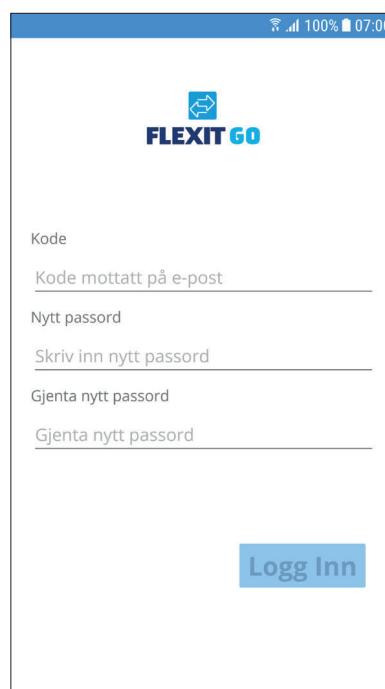 100% 07:00
FLEXIT GO
Kode
Kode mottatt på e-post
Nytt passord
Skriv inn nytt passord
Gjenta nytt passord
Gjenta nytt passord
Logg Inn